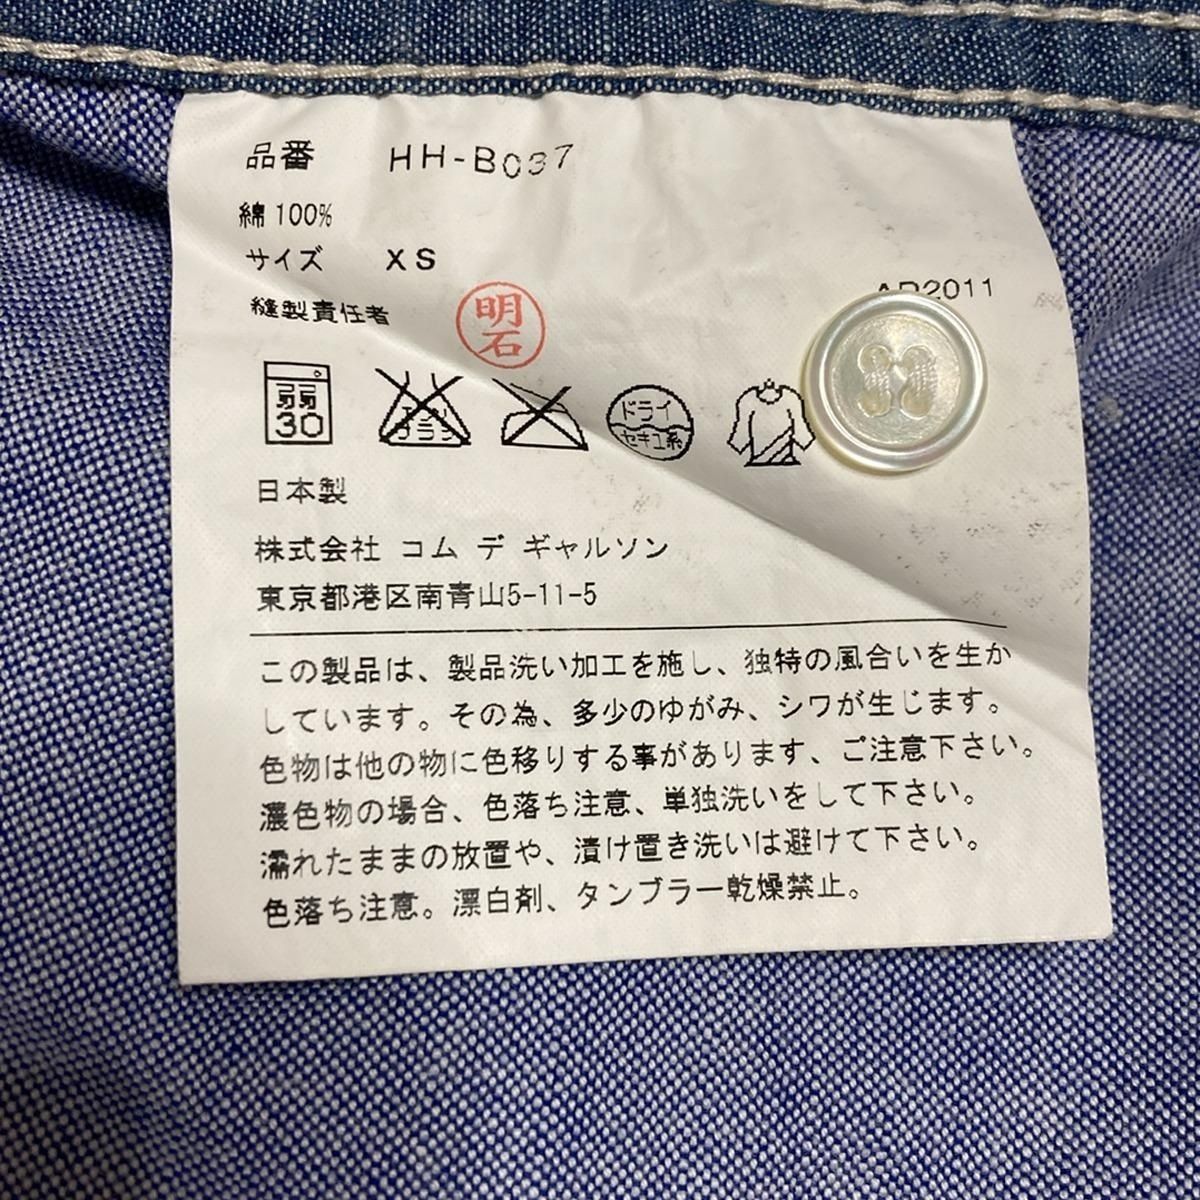 品番 HH-B037
綿100%
サイズ XS
AD2011
縫製責任者 明石
弱 30
エンソ
ドライ
セキユ系
日本製
株式会社 コム デ ギャルソン
東京都港区南青山5-11-5
この製品は、製品洗い加工を施し、独特の風合いを生か
しています。その為、多少のゆがみ、シワが生じます。
色物は他の物に色移りする事があります、ご注意下さい。
濃色物の場合、色落ち注意、単独洗いをして下さい。
濡れたままの放置や、漬け置き洗いは避けて下さい。
色落ち注意。漂白剤、タンブラー乾燥禁止。